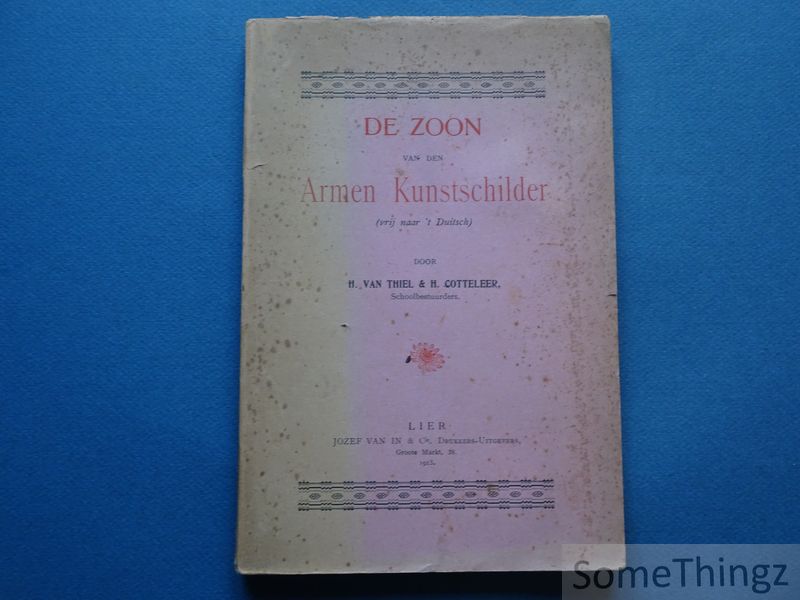 DE ZOON
VAN DEN
Armen Kunstschilder
(vrij naar 't Duitsch)
DOOR
H. VAN THIEL & H. COTTELEER,
Schoolbestuurders.
LIER
JOZEF VAN IN & Cie, DRUKKERS-UITGEVERS,
Groote Markt,
SomeThingz